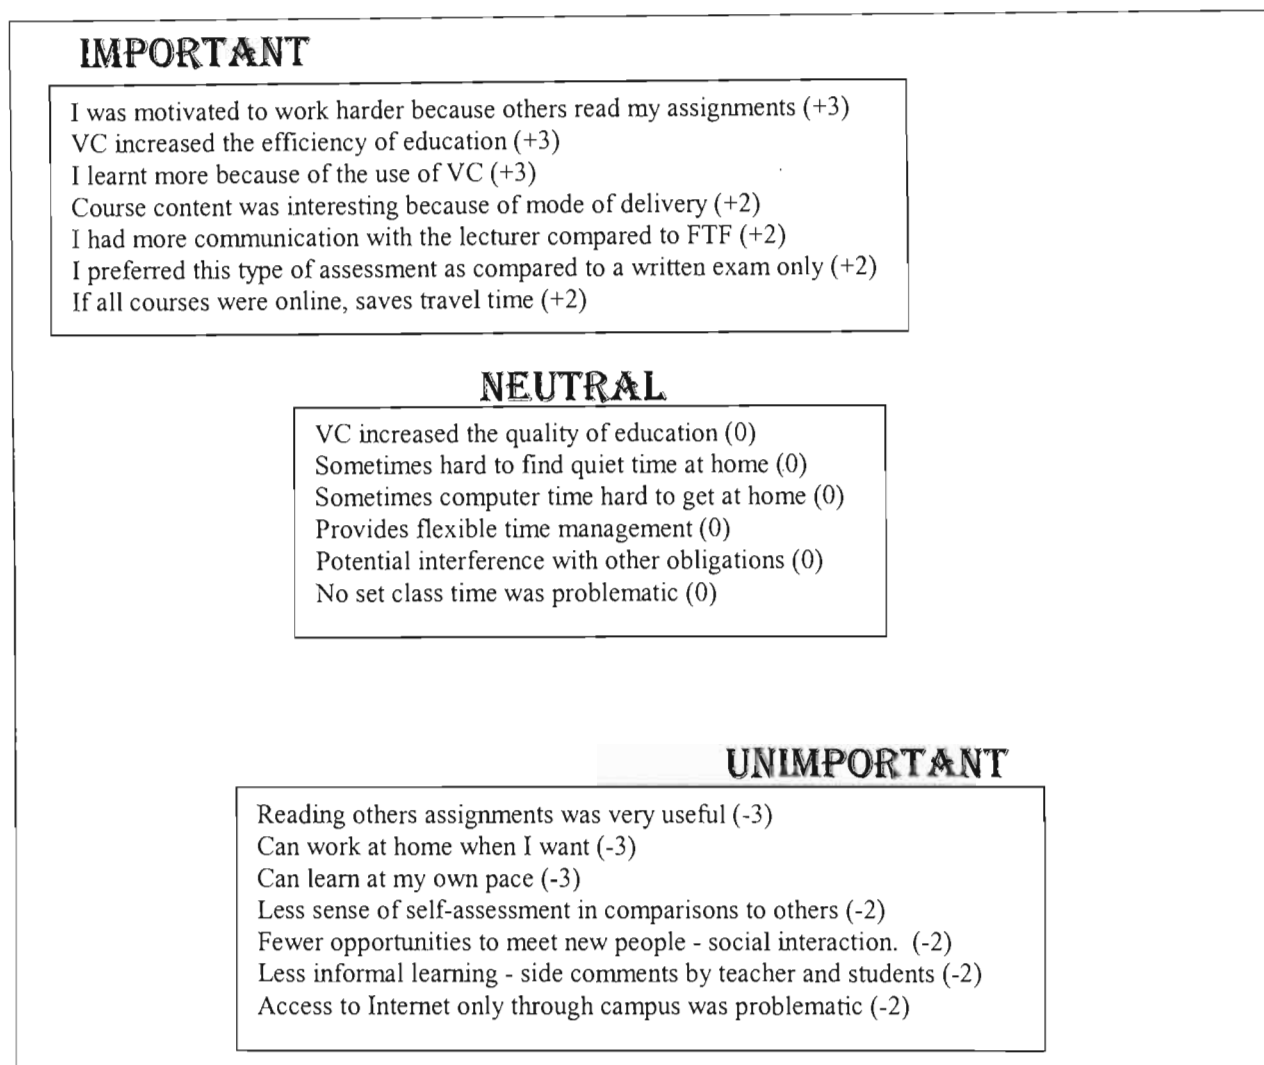 IMPORTANT
I was motivated to work harder because others read my assignments (+3)
VC increased the efficiency of education (+3)
I learnt more because of the use of VC (+3)
Course content was interesting because of mode of delivery (+2)
I had more communication with the lecturer compared to FTF (+2)
I preferred this type of assessment as compared to a written exam only (+2)
If all courses were online, saves travel time (+2)
NEUTRAL
VC increased the quality of education (0)
Sometimes hard to find quiet time at home (0)
Sometimes computer time hard to get at home (0)
Provides flexible time management (0)
Potential interference with other obligations (0)
No set class time was problematic (0)
UNIMPORTANT
Reading others assignments was very useful (-3)
Can work at home when I want (-3)
Can learn at my own pace (-3)
Less sense of self-assessment in comparisons to others (-2)
Fewer opportunities to meet new people - social interaction.  (-2)
Less informal learning - side comments by teacher and students (-2)
Access to Internet only through campus was problematic (-2)